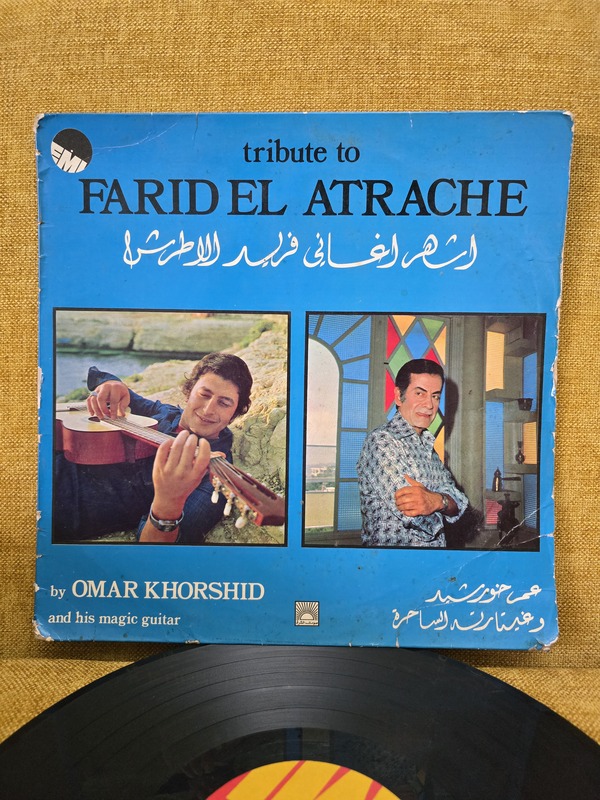 EMI
tribute to
FARID EL ATRACHE
اشهر اغانى فريد الاطرش
by OMAR KHORSHID
and his magic guitar
عمر خورشيد
وغيتارته الساحرة